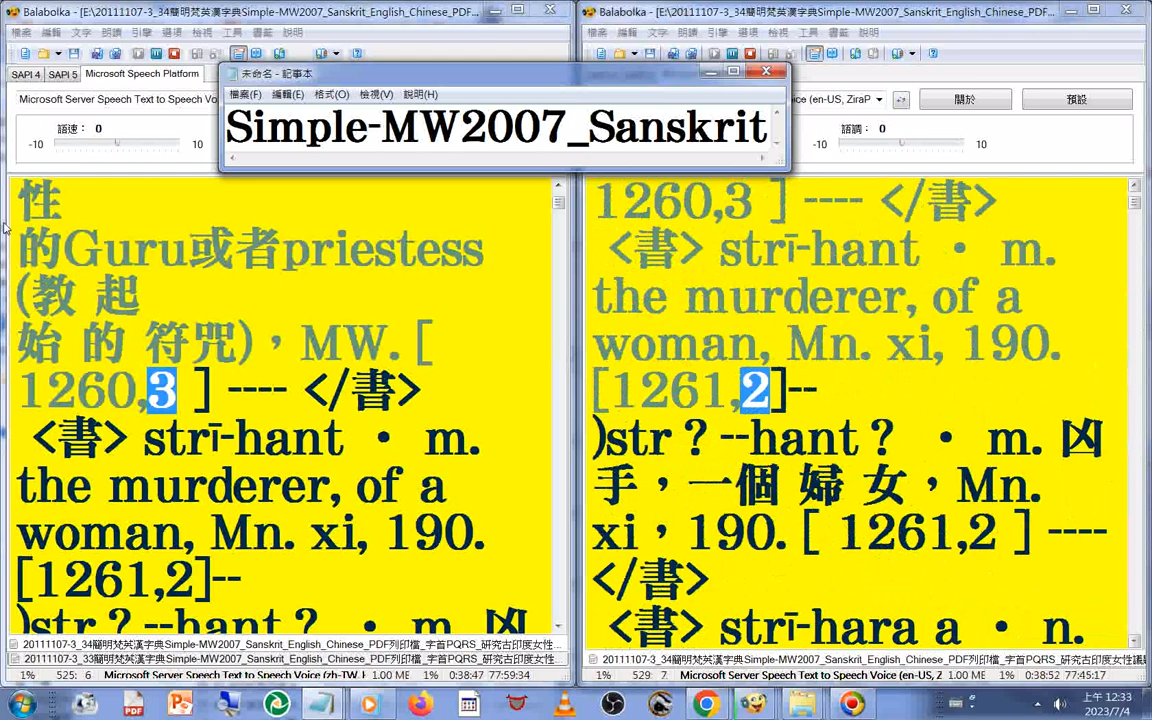 Balabolka - [E:\20111107-3_34簡明梵英漢字典Simple-MW2007_Sanskrit_English_Chinese_PDF...
檔案 編輯 文字 朗讀 引擎 選項 檢視 工具 書籤 說明
SAPI 4 SAPI 5 Microsoft Speech Platform
Microsoft Server Speech Text to Speech Vo
語速： 0
-10 10
性
的Guru或者priestess
(教 起
始 的 符咒)，MW. [
1260,3 ] ---- </書>
<書> strī-hant • m.
the murderer, of a
woman, Mn. xi, 190.
[1261,2]--
)str？--hant？ • m. 凶
20111107-3_34簡明梵英漢字典Simple-MW2007_Sanskrit_English_Chinese_PDF列印檔_字首PQRS_研究古印度女性...
20111107-3_33簡明梵英漢字典Simple-MW2007_Sanskrit_English_Chinese_PDF列印檔_字首PQRS_研究古印度女性...
1% 525: 6 Microsoft Server Speech Text to Speech Voice (zh-TW, H 1.00 ME 1% 0:38:47 77:59:34
未命名 - 記事本
檔案(F) 編輯(E) 格式(O) 檢視(V) 說明(H)
Simple-MW2007_Sanskrit
Balabolka - [E:\20111107-3_34簡明梵英漢字典Simple-MW2007_Sanskrit_English_Chinese_PDF...
檔案 編輯 文字 朗讀 引擎 選項 檢視 工具 書籤 說明
ice (en-US, ZiraP 關於 預設
語調： 0
-10 10
1260,3 ] ---- </書>
<書> strī-hant • m.
the murderer, of a
woman, Mn. xi, 190.
[1261,2]--
)str？--hant？ • m. 凶
手，一個 婦 女，Mn.
xi，190. [ 1261,2 ] ----
</書>
<書> strī-hara a • n.
20111107-3_34簡明梵英漢字典Simple-MW2007_Sanskrit_English_Chinese_PDF列印檔_字首PQRS_研究古印度女性議
1% 529: 7 Microsoft Server Speech Text to Speech Voice (en-US, Z 1.00 MB 1% 0:38:52 77:45:17
上午 12:33
2023/7/4